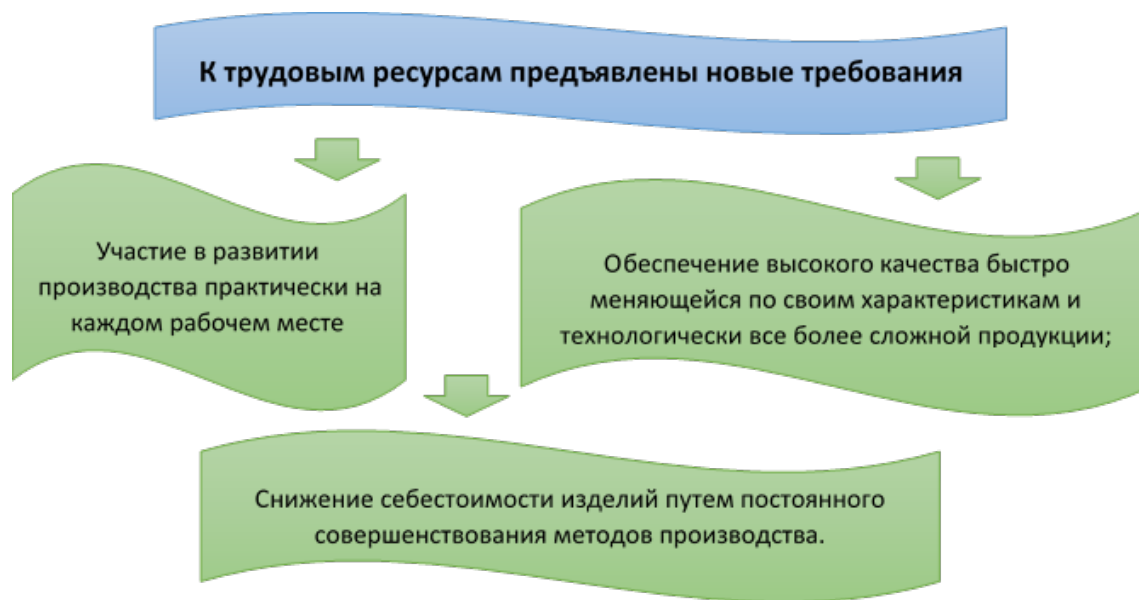 К трудовым ресурсам предъявлены новые требования
Участие в развитии
производства практически на
каждом рабочем месте
Обеспечение высокого качества быстро
меняющейся по своим характеристикам и
технологически все более сложной продукции;
Снижение себестоимости изделий путем постоянного
совершенствования методов производства.